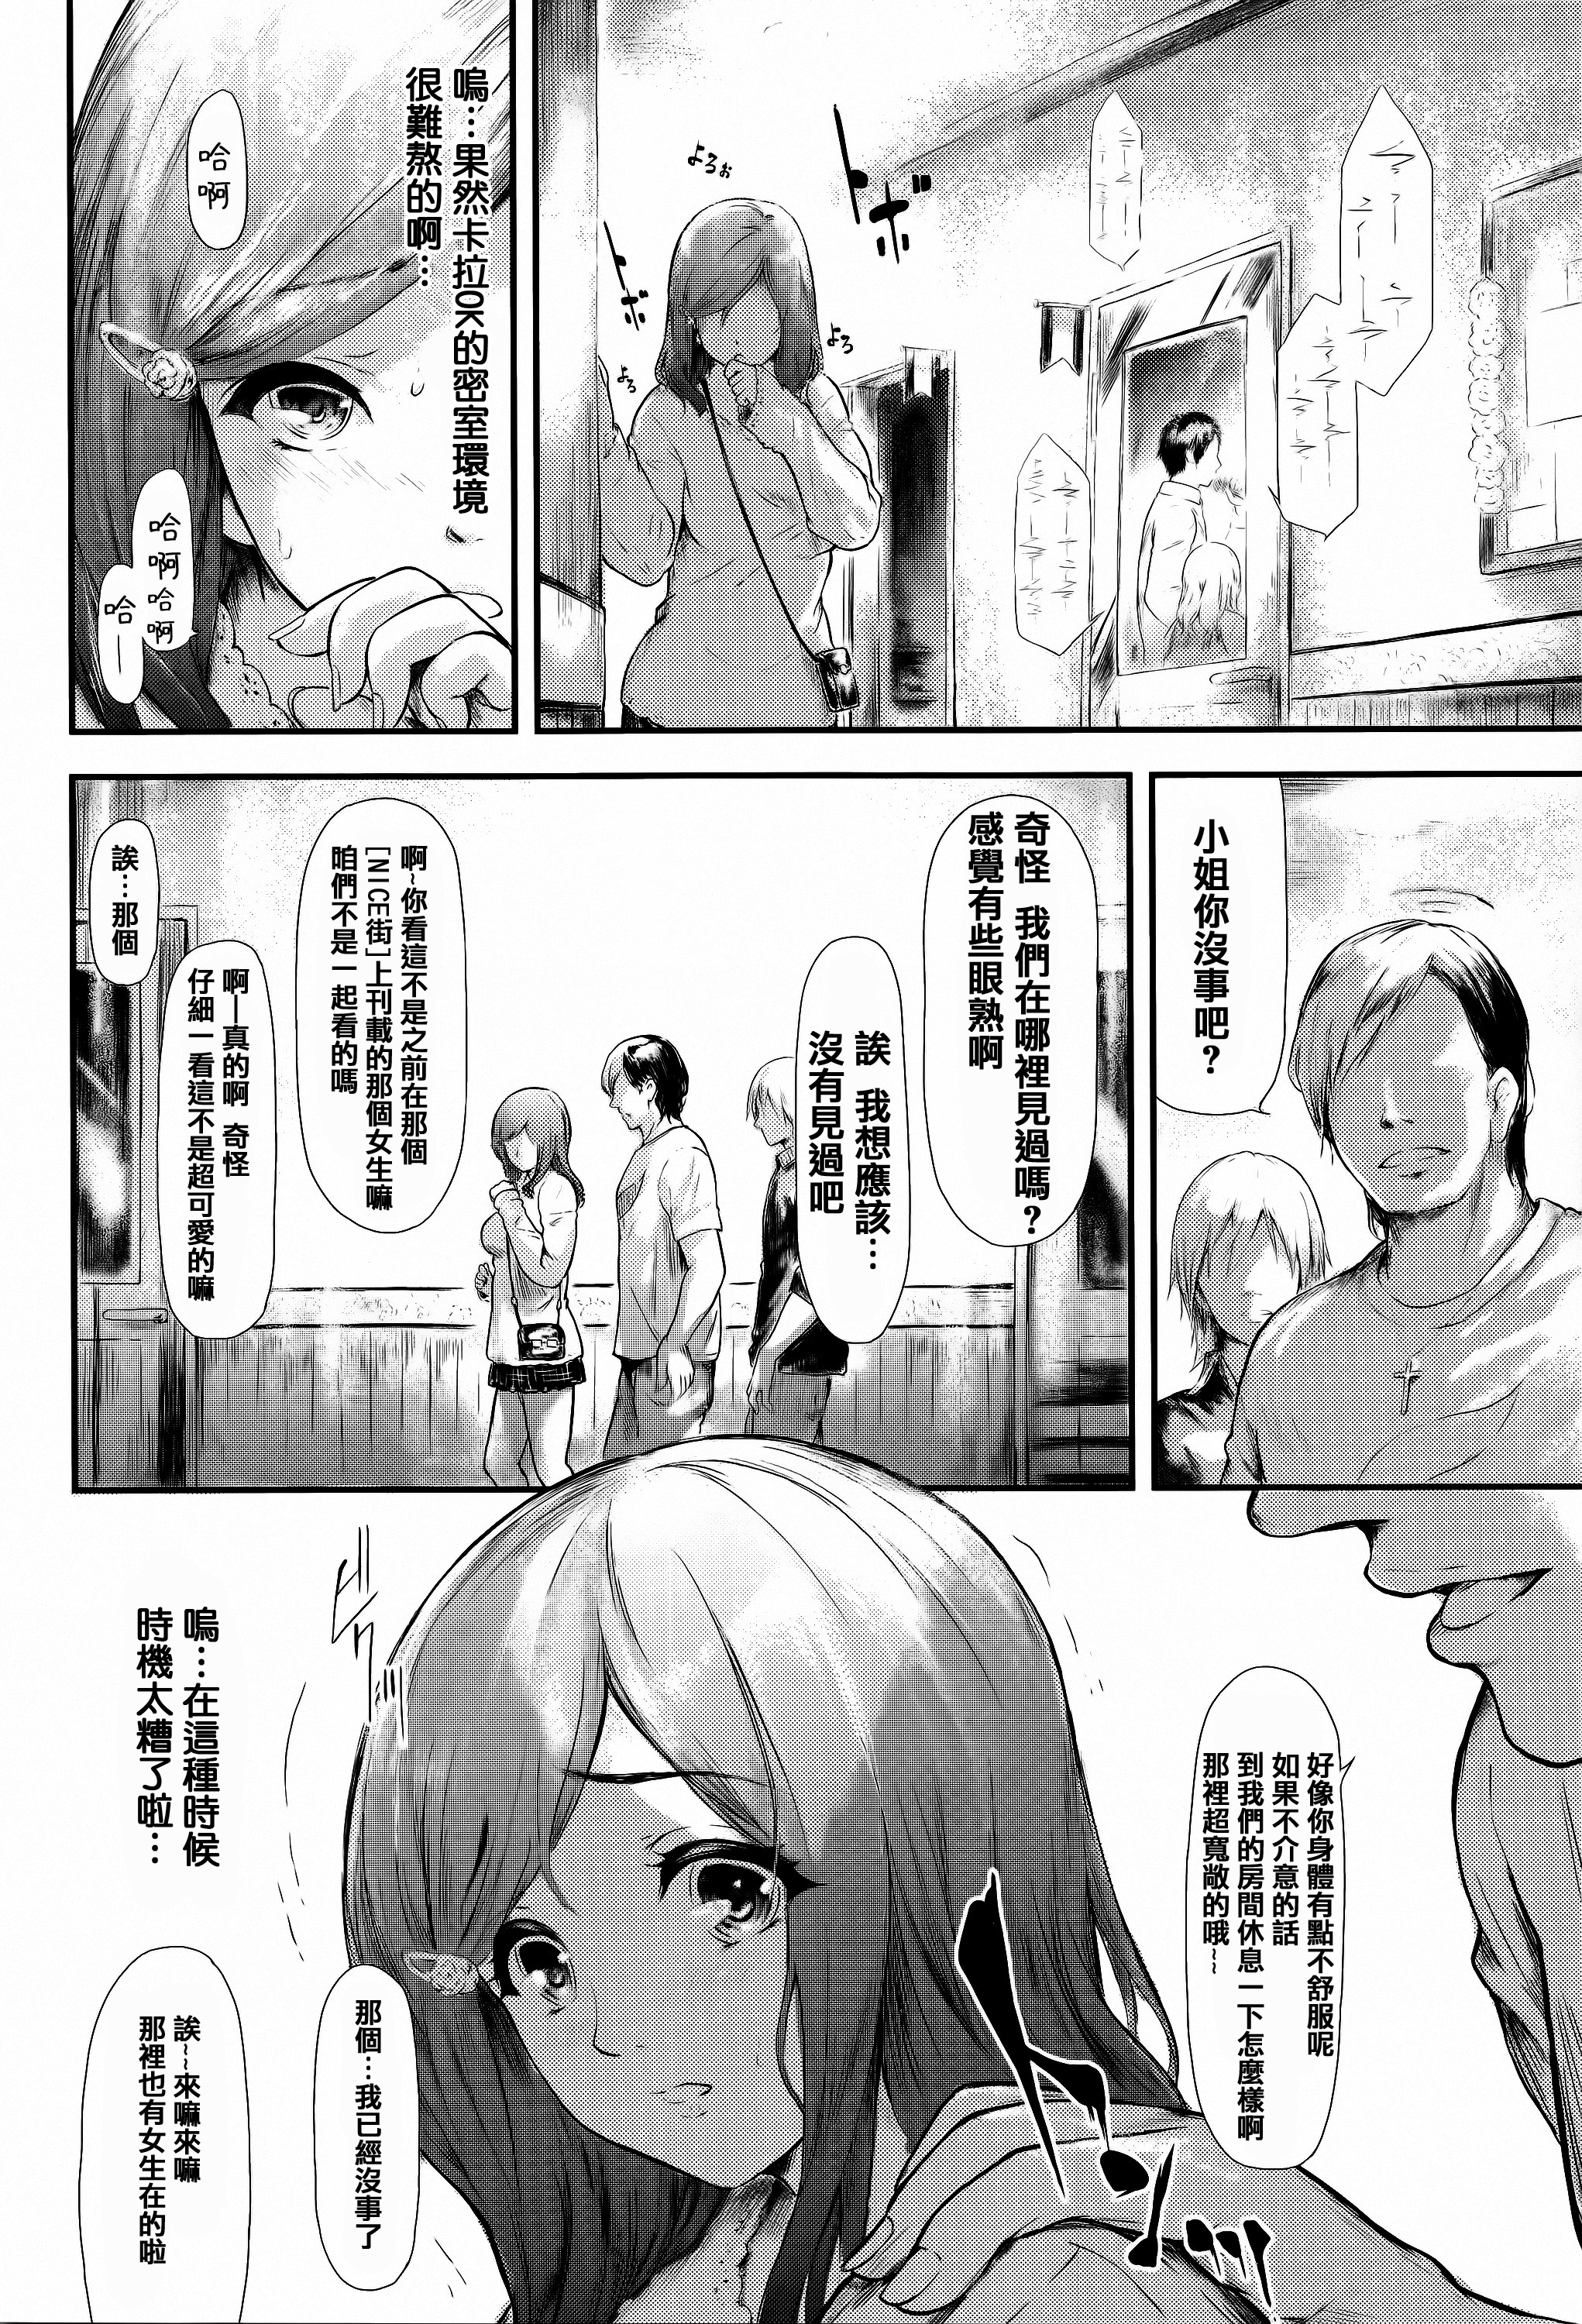 よろぉ
ボ
ボ
よろ
よろ
嗚…果然卡拉OK的密室環境
很難熬的啊…
哈啊
哈啊哈啊
哈—
小姐你沒事吧?
奇怪 我們在哪裡見過嗎?
感覺有些眼熟啊
誒 我想應該…
沒有見過吧
啊~你看這不是之前在那個
[NICE街]上刊載的那個女生嘛
咱們不是一起看的嗎
啊—真的啊 奇怪
仔細一看這不是超可愛的嘛
誒…那個
好像你身體有點不舒服呢
如果不介意的話
到我們的房間休息一下怎麼樣啊
那裡超寬敞的哦~~
嗚…在這種時候
時機太糟了啦…
那個…我已經沒事了
誒~~來嘛來嘛
那裡也有女生在的啦